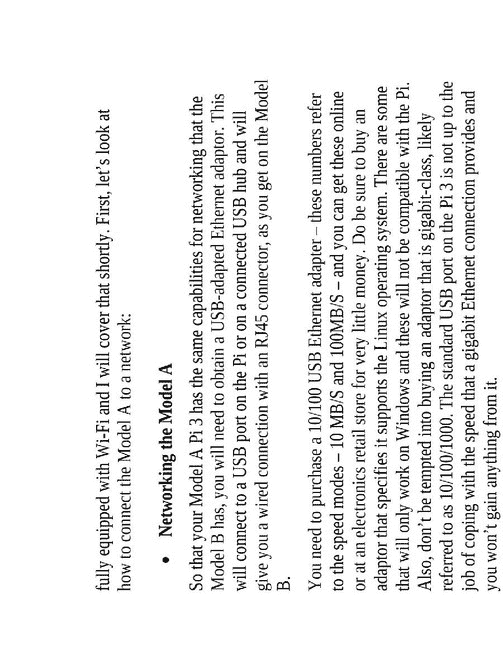 fully equipped with Wi-Fi and I will cover that shortly. First, let's look at
how to connect the Model A to a network:
• Networking the Model A
So that your Model A Pi 3 has the same capabilities for networking that the
Model B has, you will need to obtain a USB-adapted Ethernet adaptor. This
will connect to a USB port on the Pi or on a connected USB hub and will
give you a wired connection with an RJ45 connector, as you get on the Model
B.
You need to purchase a 10/100 USB Ethernet adapter – these numbers refer
to the speed modes – 10 MB/S and 100MB/S – and you can get these online
or at an electronics retail store for very little money. Do be sure to buy an
adaptor that specifies it supports the Linux operating system. There are some
that will only work on Windows and these will not be compatible with the Pi.
Also, don't be tempted into buying an adaptor that is gigabit-class, likely
referred to as 10/100/1000. The standard USB port on the Pi 3 is not up to the
job of coping with the speed that a gigabit Ethernet connection provides and
you won't gain anything from it.